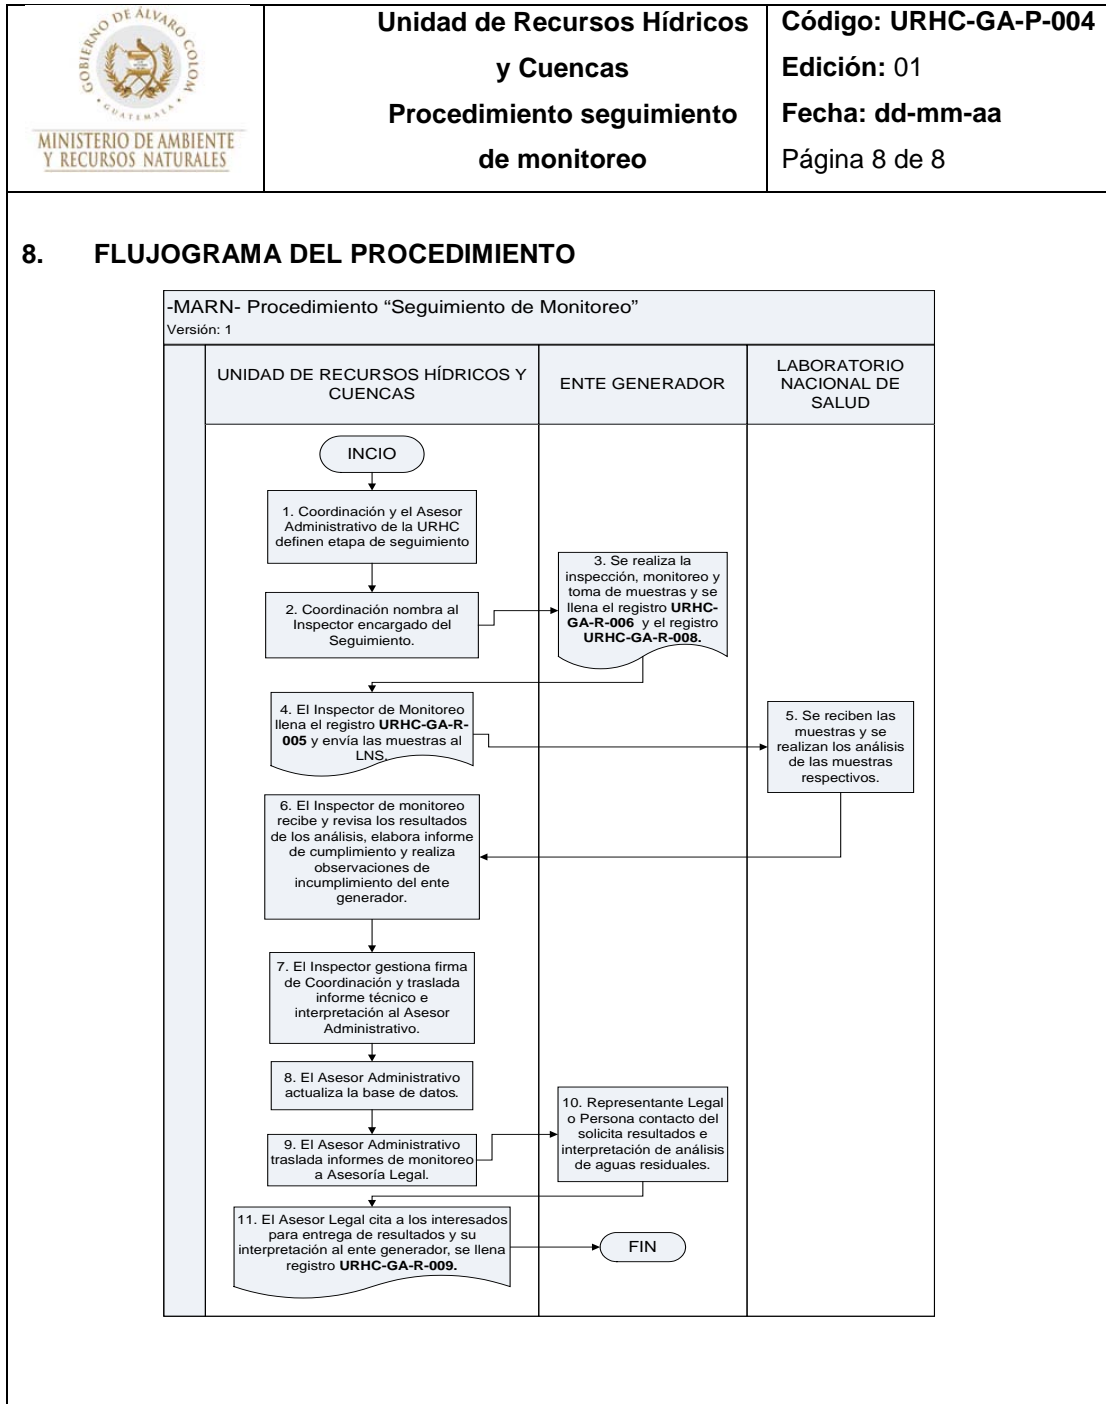 GOBIERNO DE ÁLVARO COLOM
GUATEMALA
MINISTERIO DE AMBIENTE
Y RECURSOS NATURALES
Unidad de Recursos Hídricos
y Cuencas
Procedimiento seguimiento
de monitoreo
Código: URHC-GA-P-004
Edición: 01
Fecha: dd-mm-aa
Página 8 de 8
8. FLUJOGRAMA DEL PROCEDIMIENTO
-MARN- Procedimiento “Seguimiento de Monitoreo”
Versión: 1
UNIDAD DE RECURSOS HÍDRICOS Y
CUENCAS
ENTE GENERADOR
LABORATORIO
NACIONAL DE
SALUD
INCIO
1. Coordinación y el Asesor
Administrativo de la URHC
definen etapa de seguimiento
2. Coordinación nombra al
Inspector encargado del
Seguimiento.
3. Se realiza la
inspección, monitoreo y
toma de muestras y se
llena el registro URHC-
GA-R-006 y el registro
URHC-GA-R-008.
4. El Inspector de Monitoreo
llena el registro URHC-GA-R-
005 y envía las muestras al
LNS.
5. Se reciben las
muestras y se
realizan los análisis
de las muestras
respectivos.
6. El Inspector de monitoreo
recibe y revisa los resultados
de los análisis, elabora informe
de cumplimiento y realiza
observaciones de
incumplimiento del ente
generador.
7. El Inspector gestiona firma
de Coordinación y traslada
informe técnico e
interpretación al Asesor
Administrativo.
8. El Asesor Administrativo
actualiza la base de datos.
9. El Asesor Administrativo
traslada informes de monitoreo
a Asesoría Legal.
10. Representante Legal
o Persona contacto del
solicita resultados e
interpretación de análisis
de aguas residuales.
11. El Asesor Legal cita a los interesados
para entrega de resultados y su
interpretación al ente generador, se llena
registro URHC-GA-R-009.
FIN